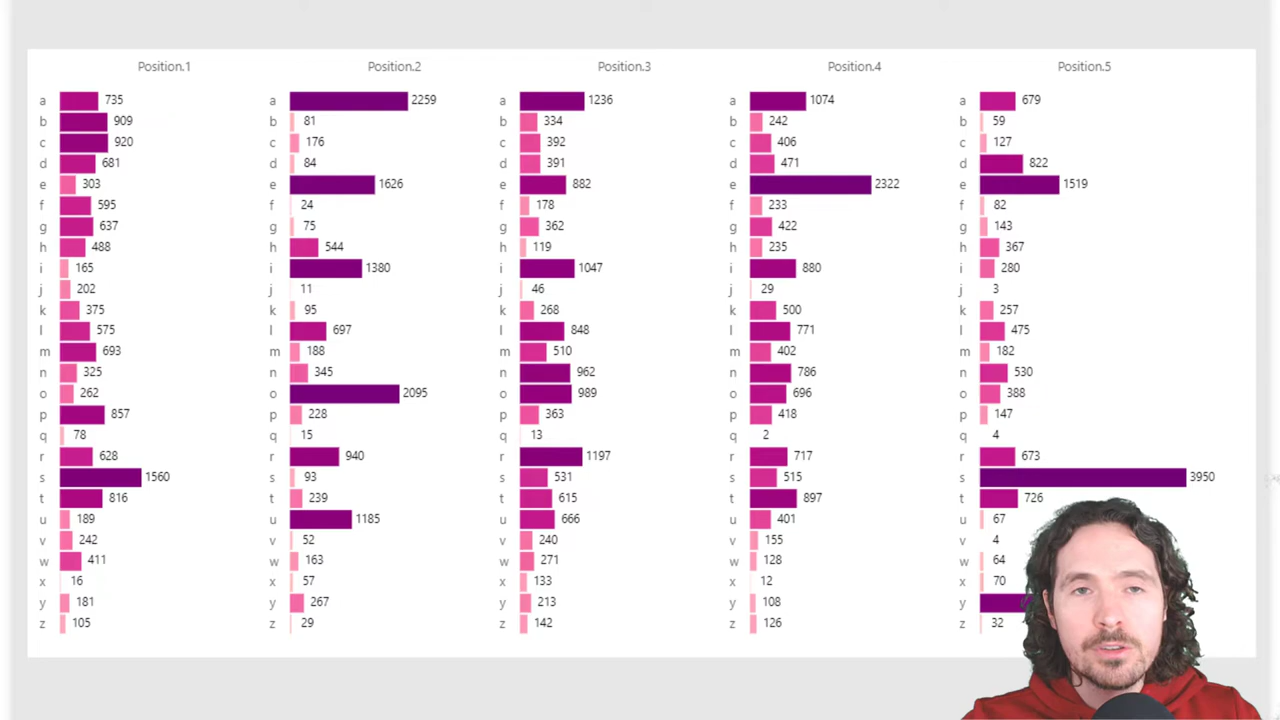 Position.1 Position.2 Position.3 Position.4 Position.5
a 735 a 2259 a 1236 a 1074 a 679
b 909 b 81 b 334 b 242 b 59
c 920 c 176 c 392 c 406 c 127
d 681 d 84 d 391 d 471 d 822
e 303 e 1626 e 882 e 2322 e 1519
f 595 f 24 f 178 f 233 f 82
g 637 g 75 g 362 g 422 g 143
h 488 h 544 h 119 h 235 h 367
i 165 i 1380 i 1047 i 880 i 280
j 202 j 11 j 46 j 29 j 3
k 375 k 95 k 268 k 500 k 257
l 575 l 697 l 848 l 771 l 475
m 693 m 188 m 510 m 402 m 182
n 325 n 345 n 962 n 786 n 530
o 262 o 2095 o 989 o 696 o 388
p 857 p 228 p 363 p 418 p 147
q 78 q 15 q 13 q 2 q 4
r 628 r 940 r 1197 r 717 r 673
s 1560 s 93 s 531 s 515 s 3950
t 816 t 239 t 615 t 897 t 726
u 189 u 1185 u 666 u 401 u 67
v 242 v 52 v 240 v 155 v 4
w 411 w 163 w 271 w 128 w 64
x 16 x 57 x 133 x 12 x 70
y 181 y 267 y 213 y 108 y
z 105 z 29 z 142 z 126 z 32